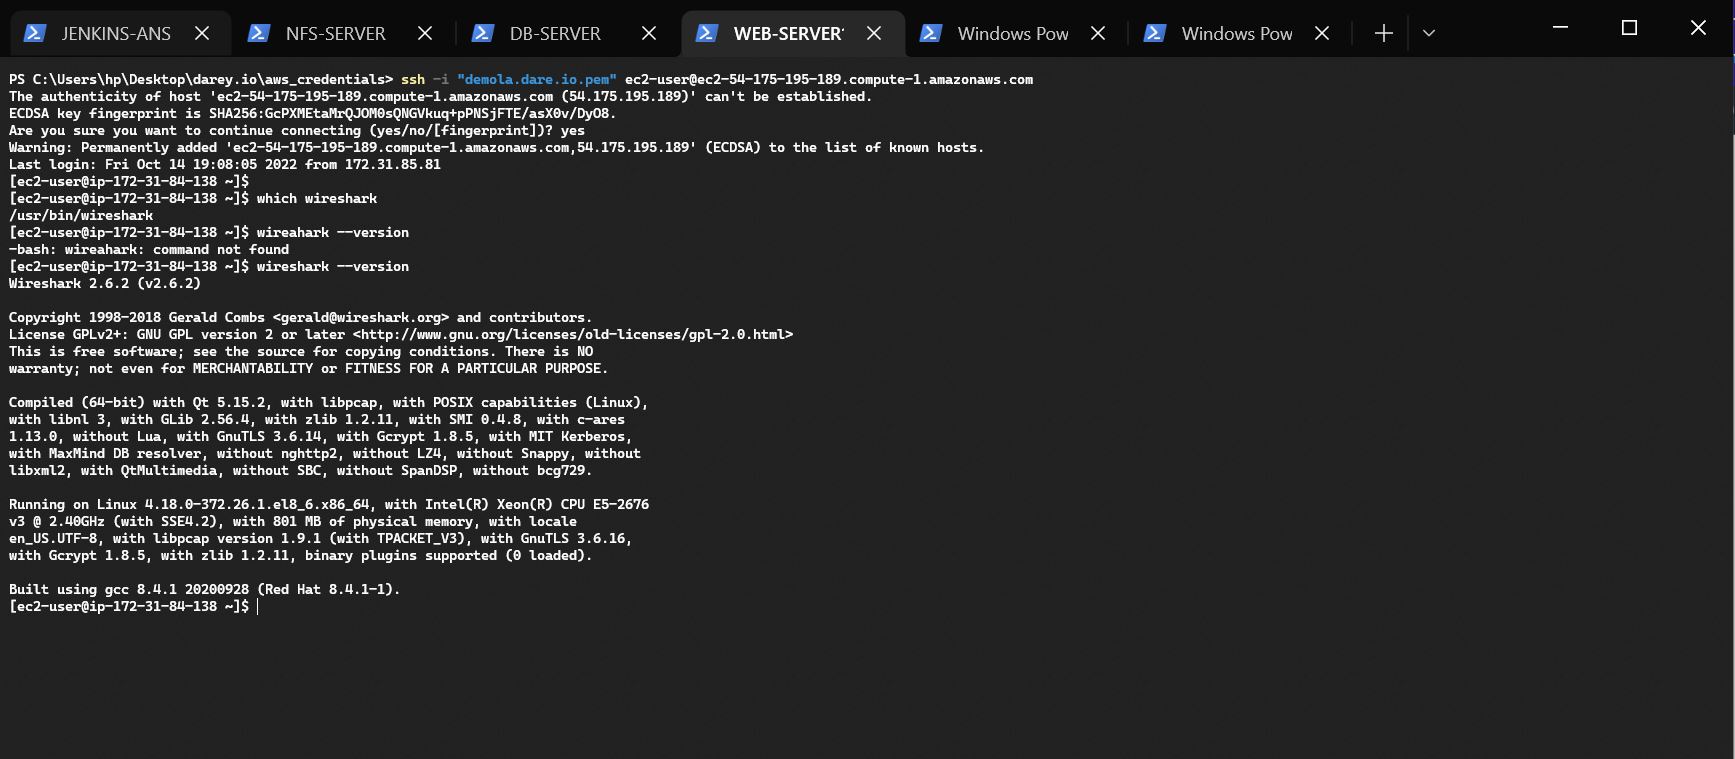 JENKINS-ANS
NFS-SERVER
DB-SERVER
WEB-SERVER
Windows Pow
Windows Pow
PS C:\Users\hp\Desktop\darey.io\aws_credentials> ssh -i "demola.dare.io.pem" ec2-user@ec2-54-175-195-189.compute-1.amazonaws.com
The authenticity of host 'ec2-54-175-195-189.compute-1.amazonaws.com (54.175.195.189)' can't be established.
ECDSA key fingerprint is SHA256:GcPXMEtaMrQJOM0sQNGVkuq+pPNSjFTE/asX0v/DyO8.
Are you sure you want to continue connecting (yes/no/[fingerprint])? yes
Warning: Permanently added 'ec2-54-175-195-189.compute-1.amazonaws.com,54.175.195.189' (ECDSA) to the list of known hosts.
Last login: Fri Oct 14 19:08:05 2022 from 172.31.85.81
[ec2-user@ip-172-31-84-138 ~]$
[ec2-user@ip-172-31-84-138 ~]$ which wireshark
/usr/bin/wireshark
[ec2-user@ip-172-31-84-138 ~]$ wireahark --version
-bash: wireahark: command not found
[ec2-user@ip-172-31-84-138 ~]$ wireshark --version
Wireshark 2.6.2 (v2.6.2)
Copyright 1998-2018 Gerald Combs <gerald@wireshark.org> and contributors.
License GPLv2+: GNU GPL version 2 or later <http://www.gnu.org/licenses/old-licenses/gpl-2.0.html>
This is free software; see the source for copying conditions. There is NO
warranty; not even for MERCHANTABILITY or FITNESS FOR A PARTICULAR PURPOSE.
Compiled (64-bit) with Qt 5.15.2, with libpcap, with POSIX capabilities (Linux),
with libnl 3, with GLib 2.56.4, with zlib 1.2.11, with SMI 0.4.8, with c-ares
1.13.0, without Lua, with GnuTLS 3.6.14, with Gcrypt 1.8.5, with MIT Kerberos,
with MaxMind DB resolver, without nghttp2, without LZ4, without Snappy, without
libxml2, with QtMultimedia, without SBC, without SpanDSP, without bcg729.
Running on Linux 4.18.0-372.26.1.el8_6.x86_64, with Intel(R) Xeon(R) CPU E5-2676
v3 @ 2.40GHz (with SSE4.2), with 801 MB of physical memory, with locale
en_US.UTF-8, with libpcap version 1.9.1 (with TPACKET_V3), with GnuTLS 3.6.16,
with Gcrypt 1.8.5, with zlib 1.2.11, binary plugins supported (0 loaded).
Built using gcc 8.4.1 20200928 (Red Hat 8.4.1-1).
[ec2-user@ip-172-31-84-138 ~]$